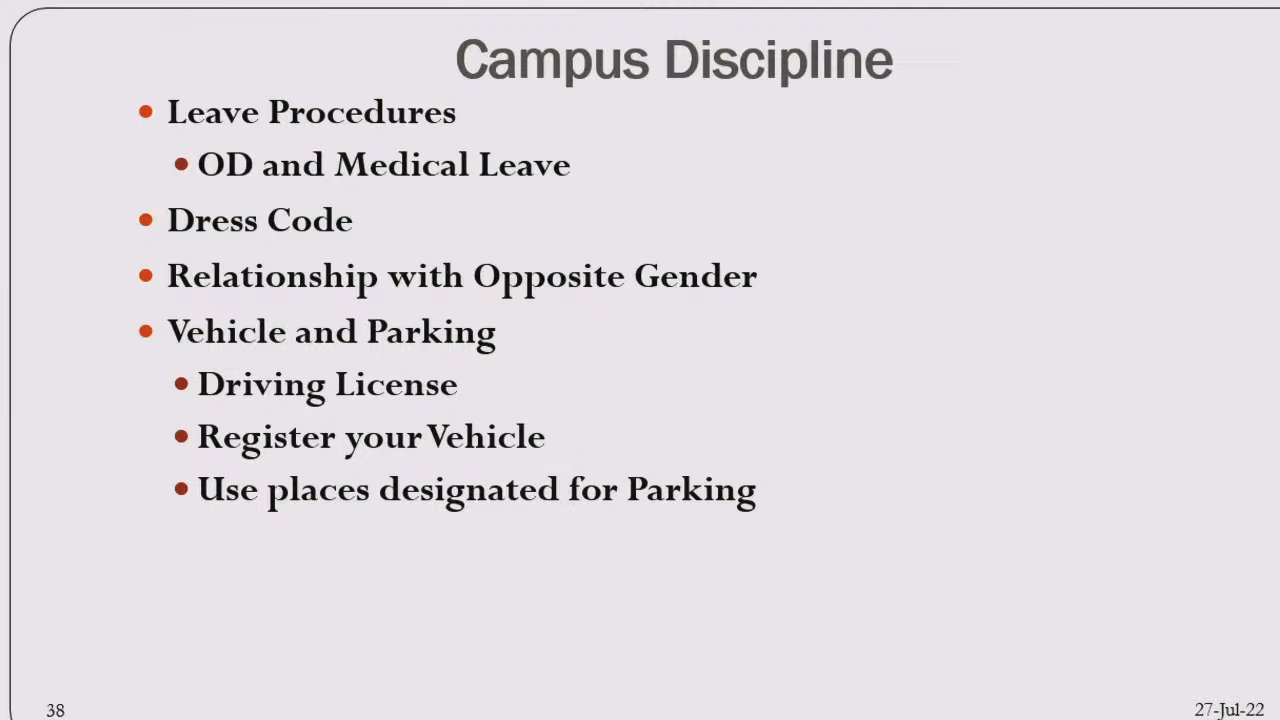 Campus Discipline
• Leave Procedures
• OD and Medical Leave
• Dress Code
• Relationship with Opposite Gender
• Vehicle and Parking
• Driving License
• Register your Vehicle
• Use places designated for Parking
38
27-Jul-22